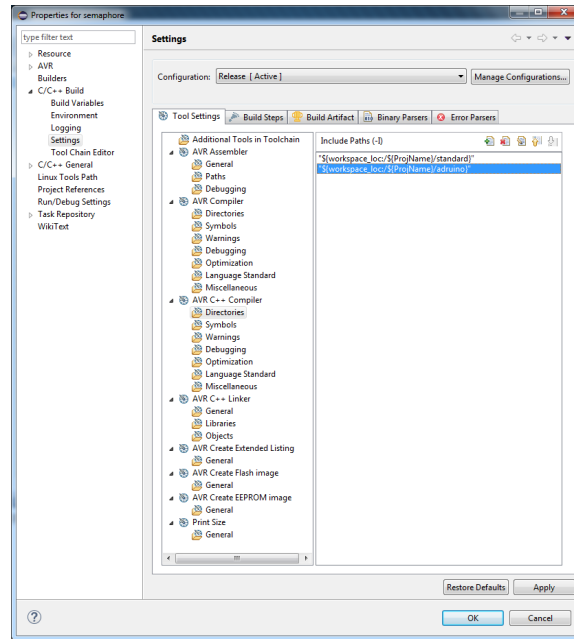 Properties for semaphore
type filter text
Resource
AVR
Builders
C/C++ Build
Build Variables
Environment
Logging
Settings
Tool Chain Editor
C/C++ General
Linux Tools Path
Project References
Run/Debug Settings
Task Repository
WikiText
Settings
Configuration: Release [ Active ]
Manage Configurations...
Tool Settings Build Steps Build Artifact Binary Parsers Error Parsers
Additional Tools in Toolchain
AVR Assembler
General
Paths
Debugging
AVR Compiler
Directories
Symbols
Warnings
Debugging
Optimization
Language Standard
Miscellaneous
AVR C++ Compiler
Directories
Symbols
Warnings
Debugging
Optimization
Language Standard
Miscellaneous
AVR C++ Linker
General
Libraries
Objects
AVR Create Extended Listing
General
AVR Create Flash image
General
AVR Create EEPROM image
General
Print Size
General
Include Paths (-I)
"${workspace_loc:/${ProjName}/standard}"
"${workspace_loc:/${ProjName}/adruino}"
Restore Defaults Apply
OK Cancel